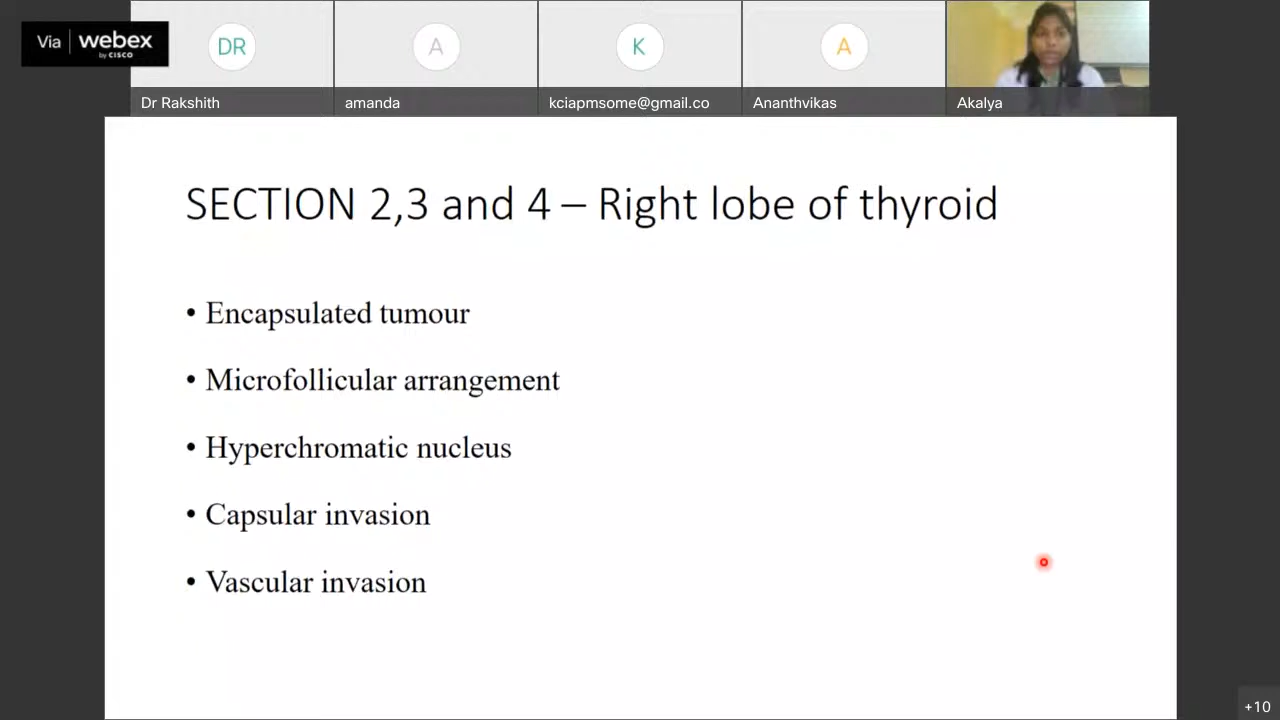 Via webex
by CISCO
DR
A
K
A
Dr Rakshith
amanda
kciapmsome@gmail.co
Ananthvikas
Akalya
SECTION 2,3 and 4 – Right lobe of thyroid
• Encapsulated tumour
• Microfollicular arrangement
• Hyperchromatic nucleus
• Capsular invasion
• Vascular invasion
+10